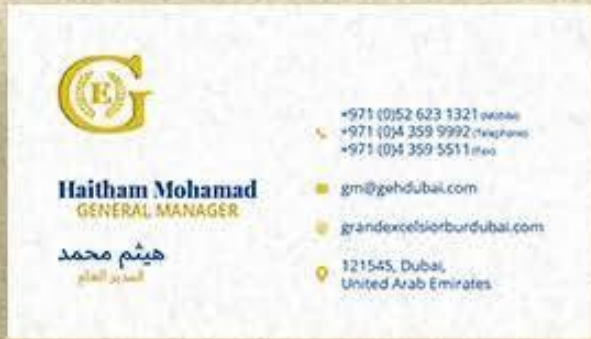 G
E
Haitham Mohamad
GENERAL MANAGER
هيثم محمد
المدير العام
+971 (0)52 623 1321 (Mobile)
+971 (0)4 359 9992 (Telephone)
+971 (0)4 359 5511 (Fax)
gm@gehdubai.com
grandexcelsiorburdubai.com
121545, Dubai,
United Arab Emirates